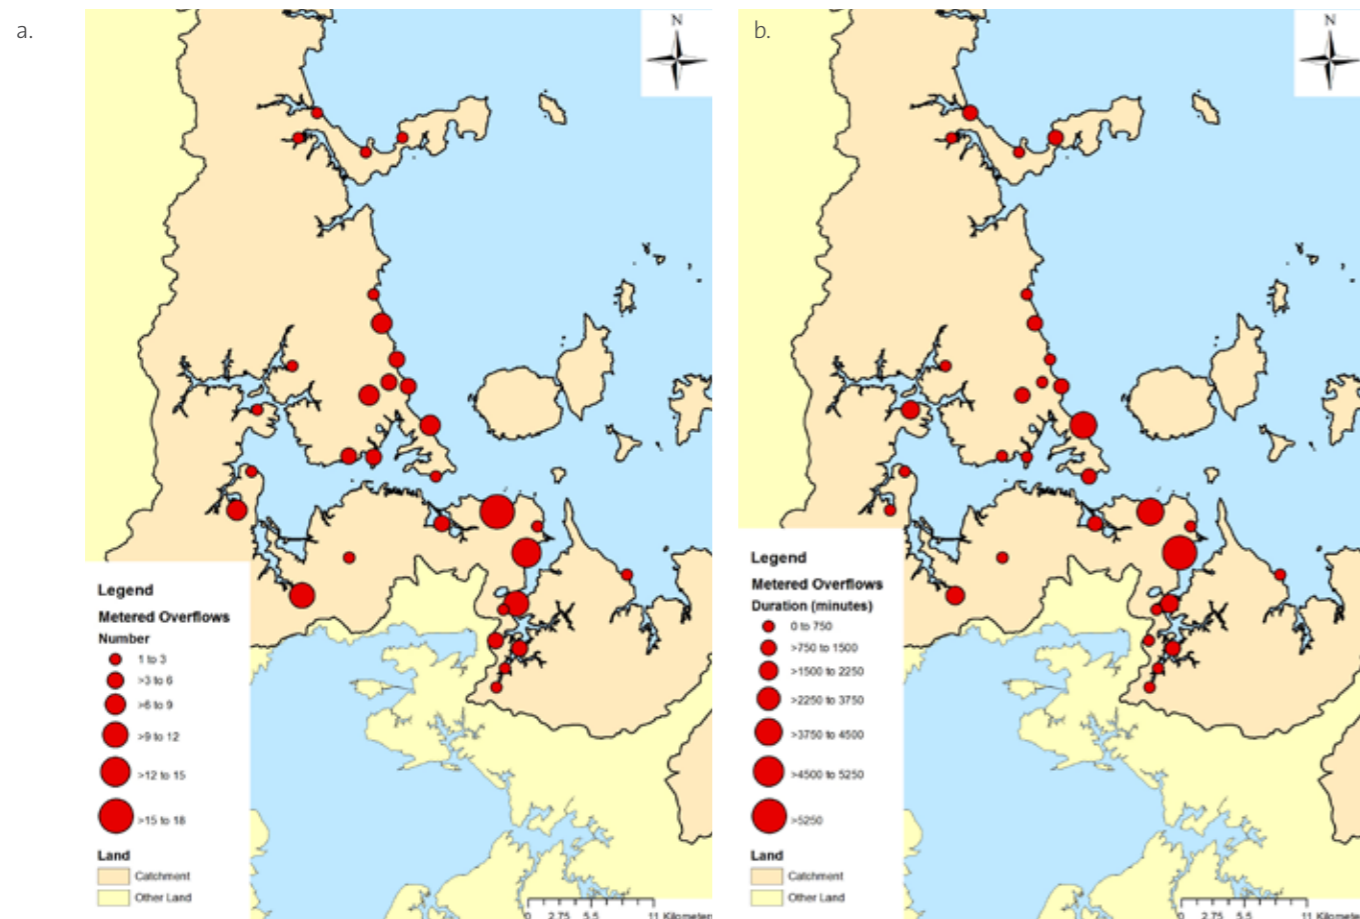 a.
N
Legend
Metered Overflows
Number
1 to 3
>3 to 6
>6 to 9
>9 to 12
>12 to 15
>15 to 18
Land
Catchment
Other Land
0 2.75 5.5 11 Kilometers
b.
N
Legend
Metered Overflows
Duration (minutes)
0 to 750
>750 to 1500
>1500 to 2250
>2250 to 3750
>3750 to 4500
>4500 to 5250
>5250
Land
Catchment
Other Land
0 2.75 5.5 11 Kilometers